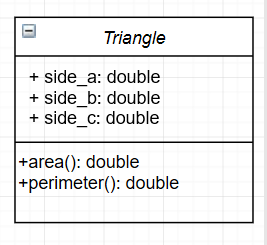 Triangle
+ side_a: double
+ side_b: double
+ side_c: double
+area(): double
+perimeter(): double